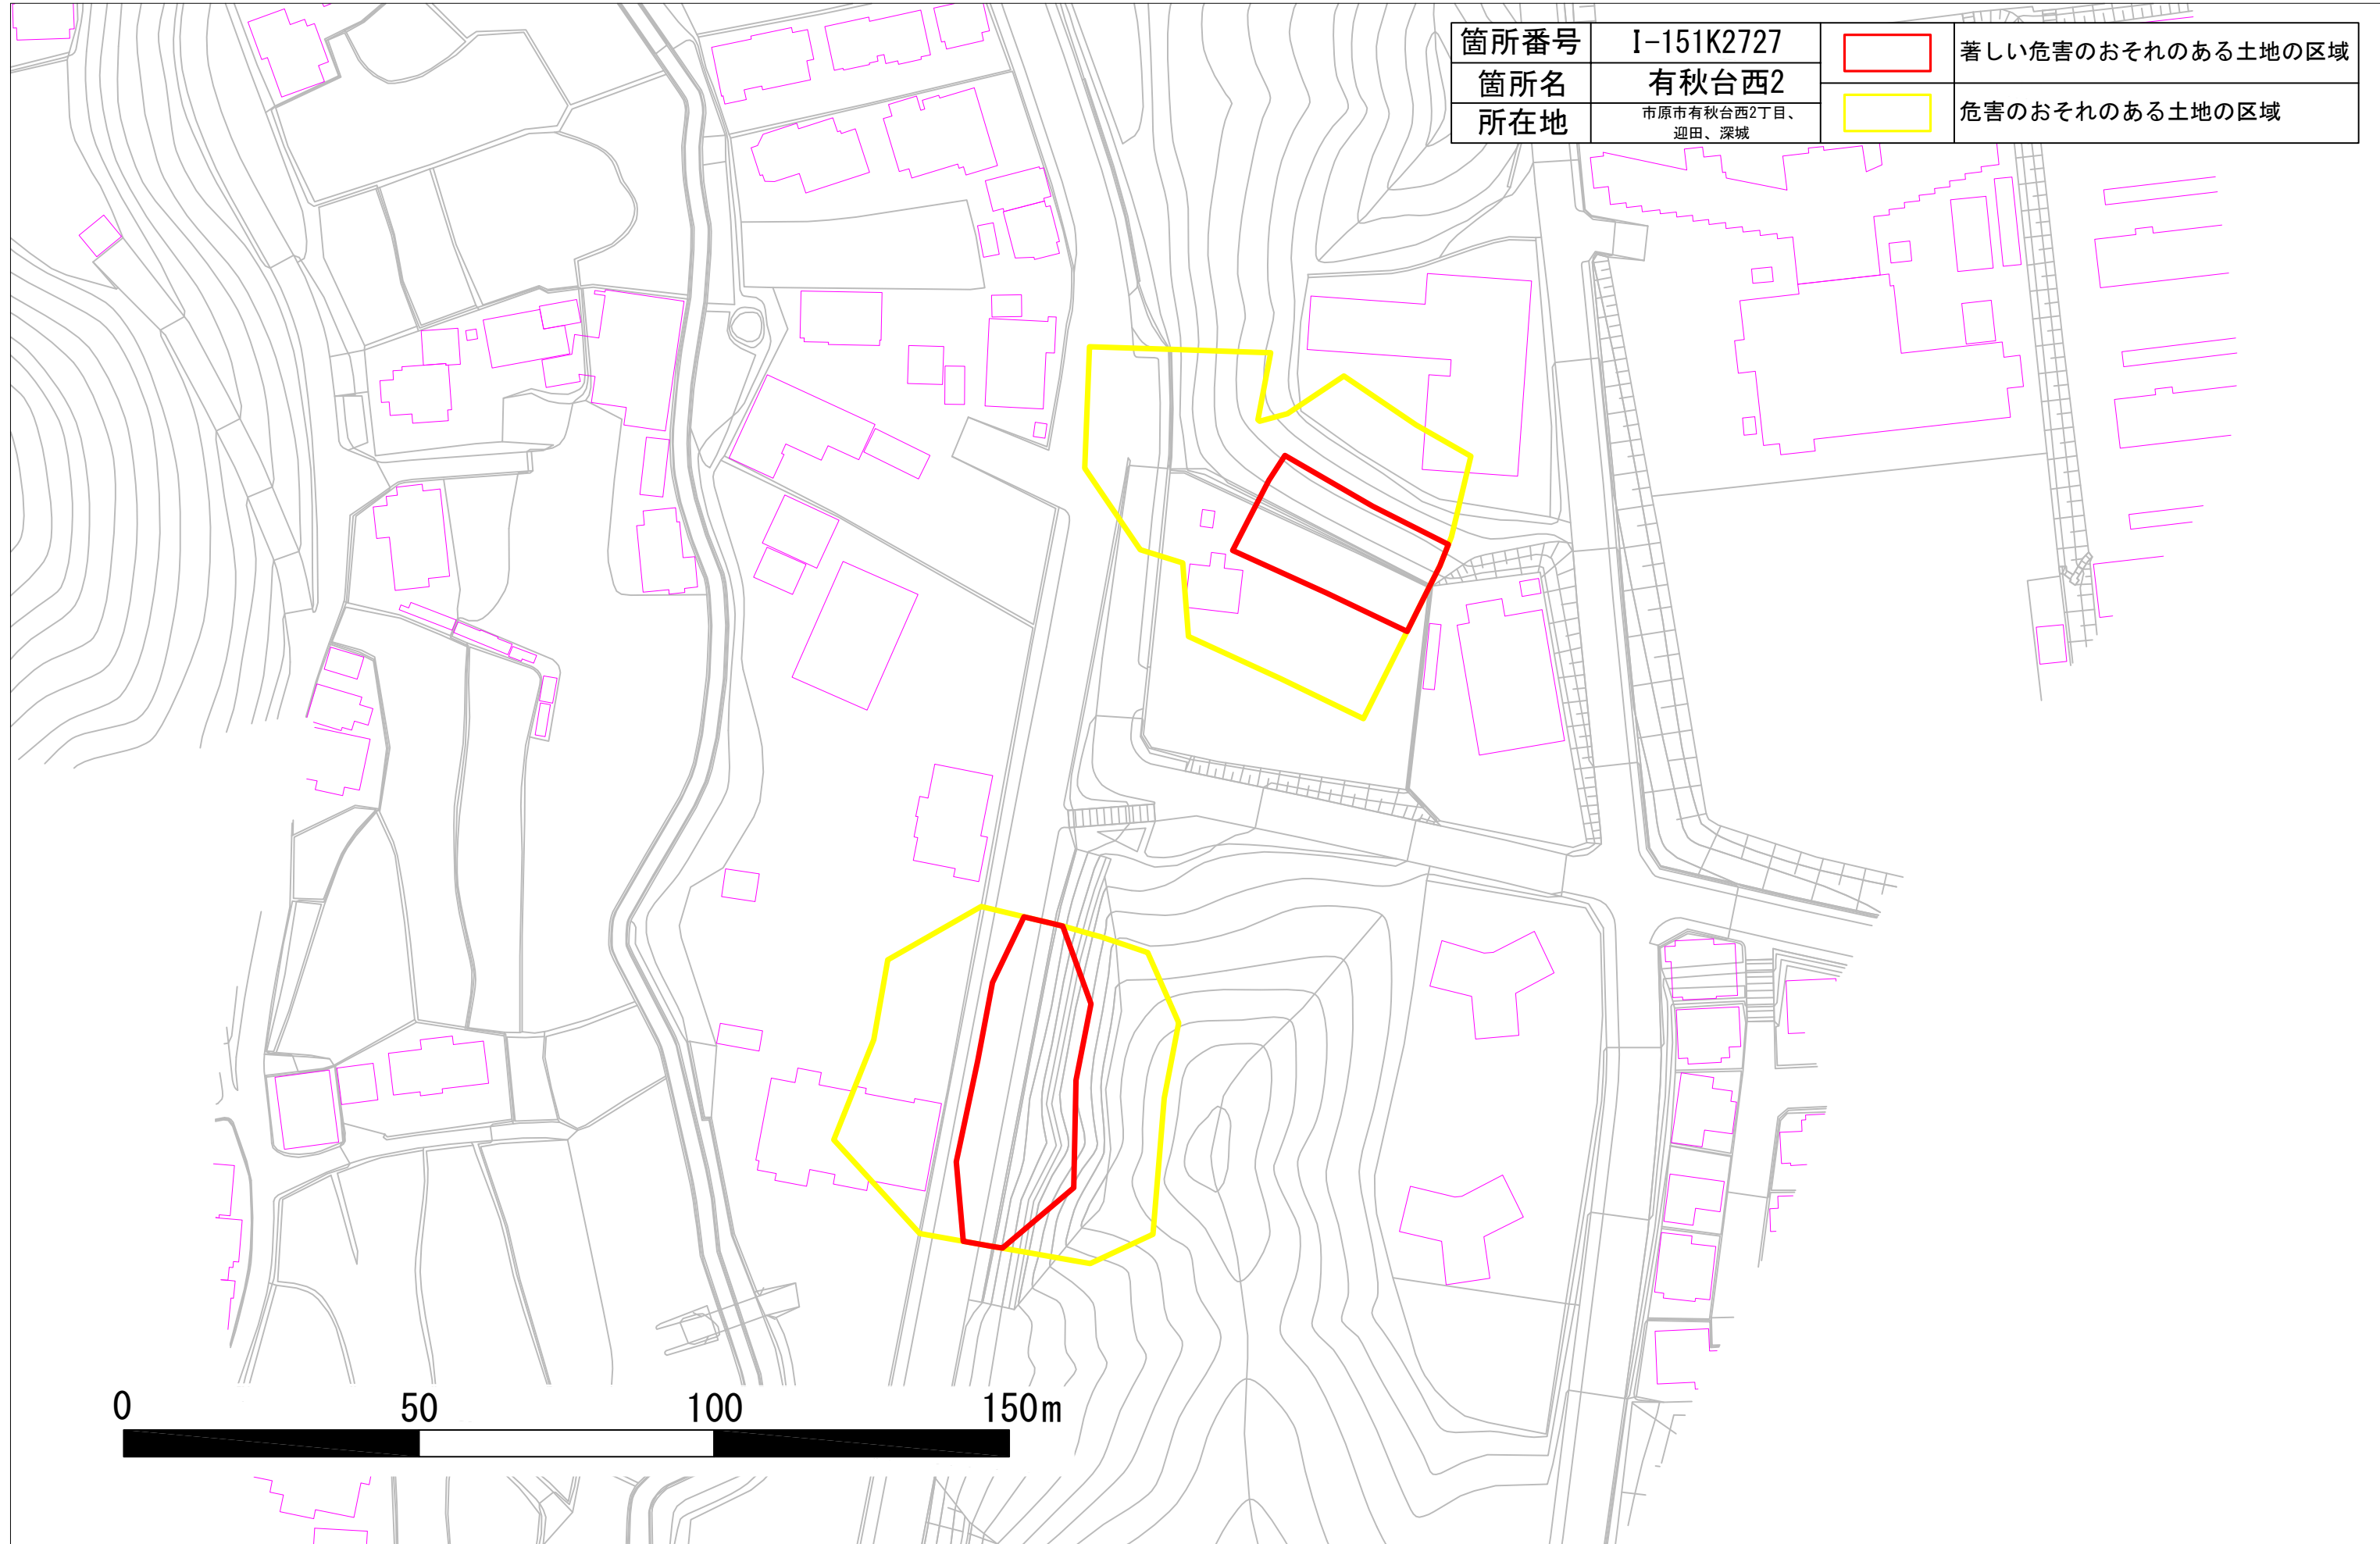 箇所番号 I-151K2727 著しい危害のおそれのある土地の区域
箇所名 有秋台西2
危害のおそれのある土地の区域
所在地 市原市有秋台西2丁目、
迎田、深城
0 50 100 150m